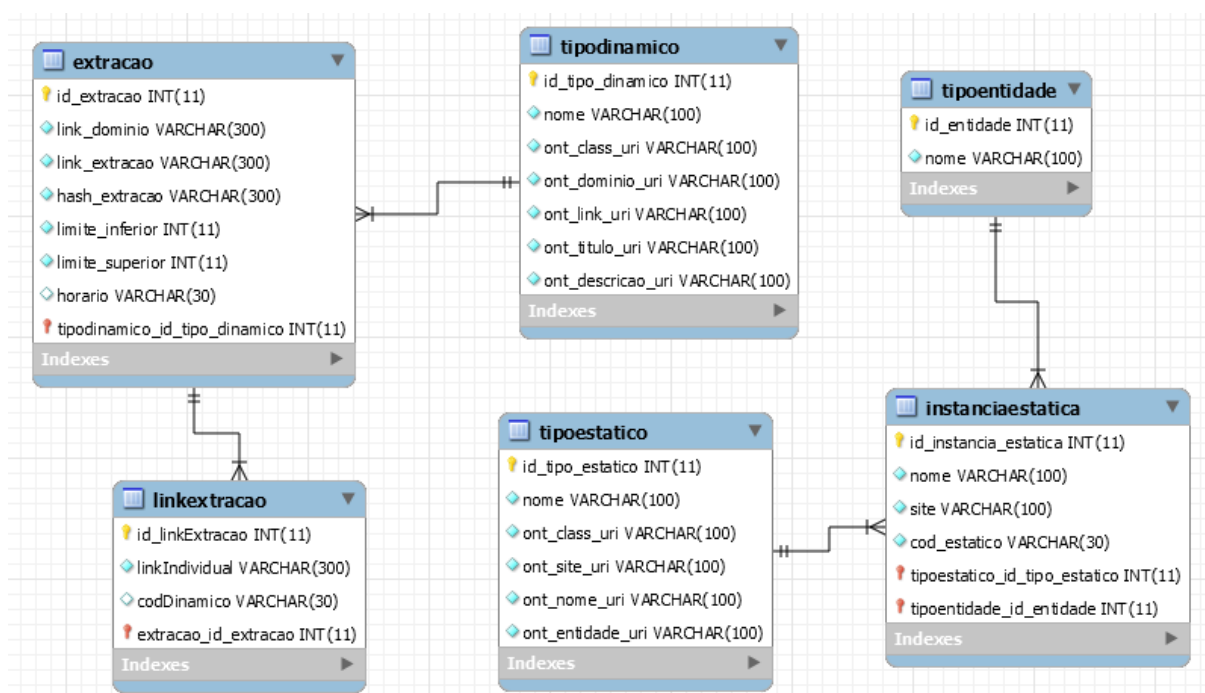 extracao
id_extracao INT(11)
link_dominio VARCHAR(300)
link_extracao VARCHAR(300)
hash_extracao VARCHAR(300)
limite_inferior INT(11)
limite_superior INT(11)
horario VARCHAR(30)
tipodinamico_id_tipo_dinamico INT(11)
Indexes
tipodinamico
id_tipo_dinamico INT(11)
nome VARCHAR(100)
ont_class_uri VARCHAR(100)
ont_dominio_uri VARCHAR(100)
ont_link_uri VARCHAR(100)
ont_titulo_uri VARCHAR(100)
ont_descricao_uri VARCHAR(100)
Indexes
tipoentidade
id_entidade INT(11)
nome VARCHAR(100)
Indexes
linkextracao
id_linkExtracao INT(11)
linkIndividual VARCHAR(300)
codDinamico VARCHAR(30)
extracao_id_extracao INT(11)
Indexes
tipoestatico
id_tipo_estatico INT(11)
nome VARCHAR(100)
ont_class_uri VARCHAR(100)
ont_site_uri VARCHAR(100)
ont_nome_uri VARCHAR(100)
ont_entidade_uri VARCHAR(100)
Indexes
instanciaestatica
id_instancia_estatica INT(11)
nome VARCHAR(100)
site VARCHAR(100)
cod_estatico VARCHAR(30)
tipoestatico_id_tipo_estatico INT(11)
tipoentidade_id_entidade INT(11)
Indexes